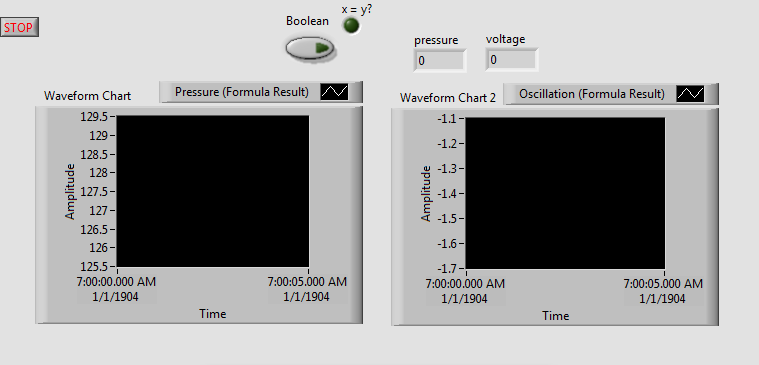 x = y?
Boolean
STOP
pressure
voltage
0
0
Waveform Chart
Pressure (Formula Result)
129.5
129
128.5
128
127.5
127
126.5
126
125.5
Amplitude
7:00:00.000 AM
1/1/1904
7:00:05.000 AM
1/1/1904
Time
Waveform Chart 2
Oscillation (Formula Result)
-1.1
-1.2
-1.3
-1.4
-1.5
-1.6
-1.7
Amplitude
7:00:00.000 AM
1/1/1904
7:00:05.000 AM
1/1/1904
Time